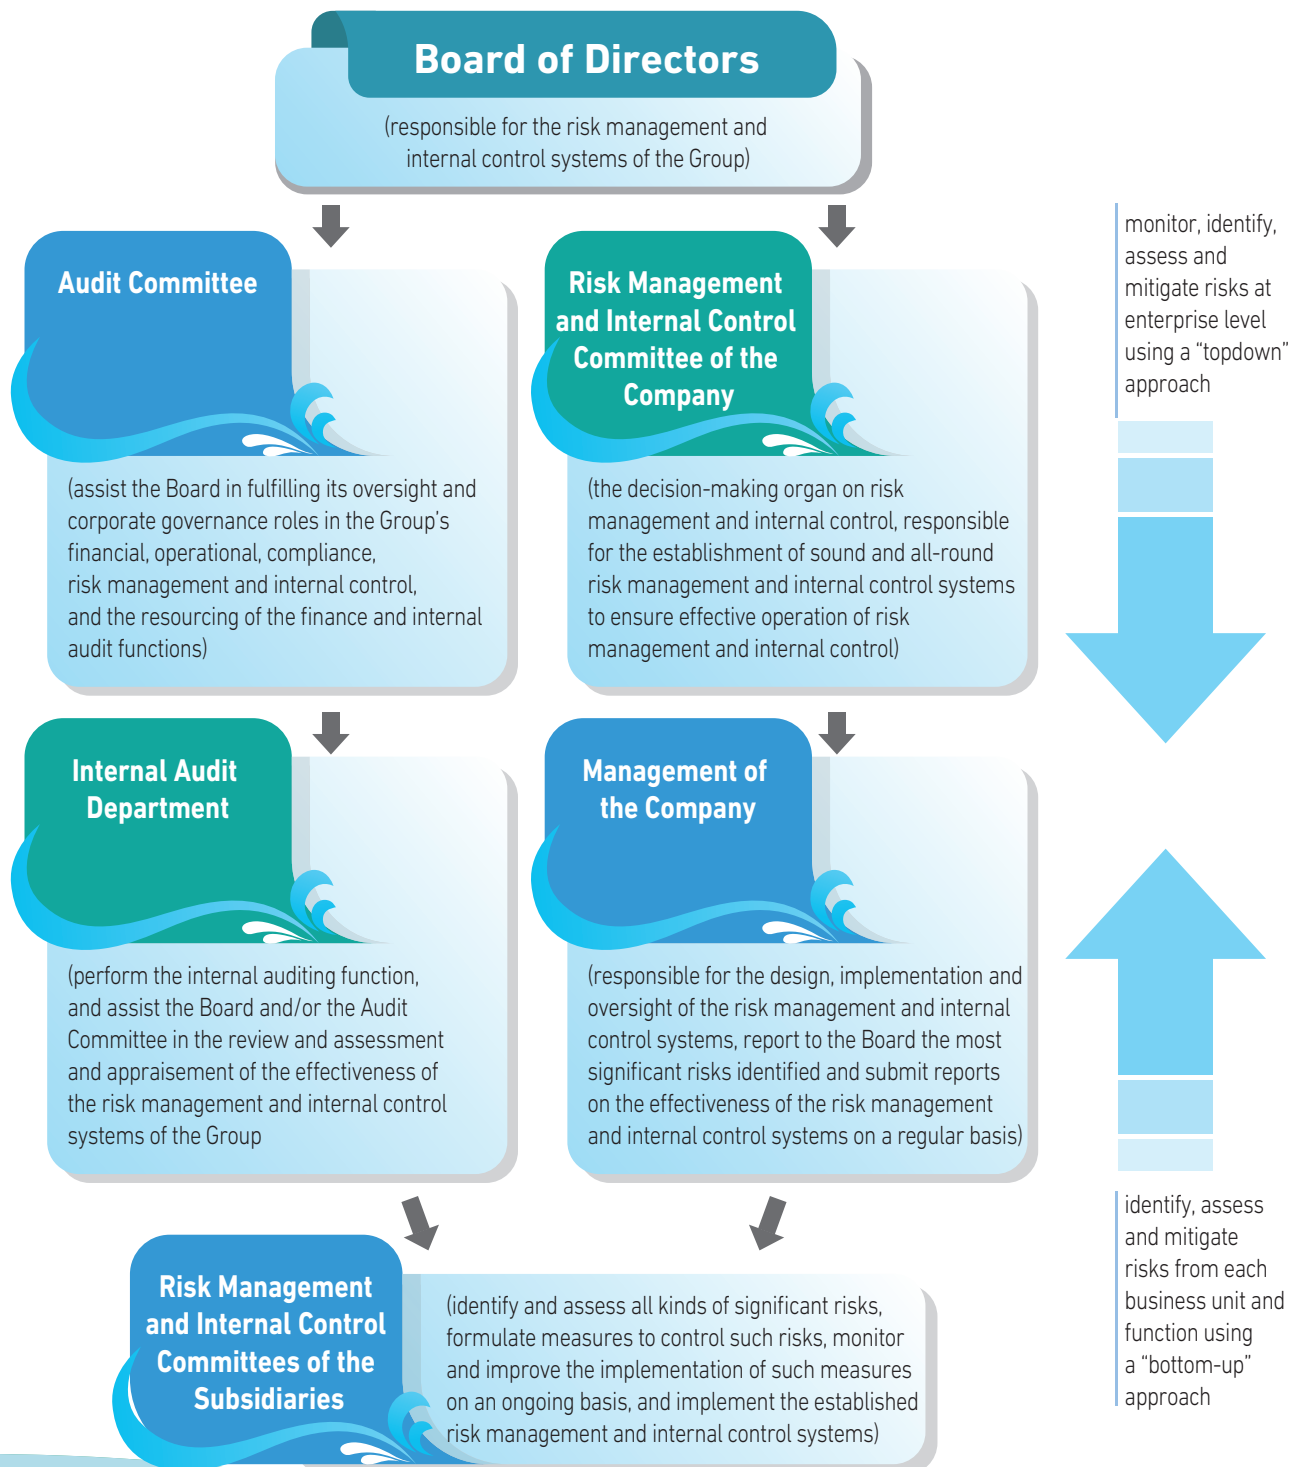 Board of Directors
(responsible for the risk management and
internal control systems of the Group)
Audit Committee
(assist the Board in fulfilling its oversight and
corporate governance roles in the Group’s
financial, operational, compliance,
risk management and internal control,
and the resourcing of the finance and internal
audit functions)
Risk Management
and Internal Control
Committee of the
Company
(the decision-making organ on risk
management and internal control, responsible
for the establishment of sound and all-round
risk management and internal control systems
to ensure effective operation of risk
management and internal control)
monitor, identify,
assess and
mitigate risks at
enterprise level
using a “topdown”
approach
Internal Audit
Department
(perform the internal auditing function,
and assist the Board and/or the Audit
Committee in the review and assessment
and appraisement of the effectiveness of
the risk management and internal control
systems of the Group
Management of
the Company
(responsible for the design, implementation and
oversight of the risk management and internal
control systems, report to the Board the most
significant risks identified and submit reports
on the effectiveness of the risk management
and internal control systems on a regular basis)
Risk Management
and Internal Control
Committees of the
Subsidiaries
(identify and assess all kinds of significant risks,
formulate measures to control such risks, monitor
and improve the implementation of such measures
on an ongoing basis, and implement the established
risk management and internal control systems)
identify, assess
and mitigate
risks from each
business unit and
function using
a “bottom-up”
approach